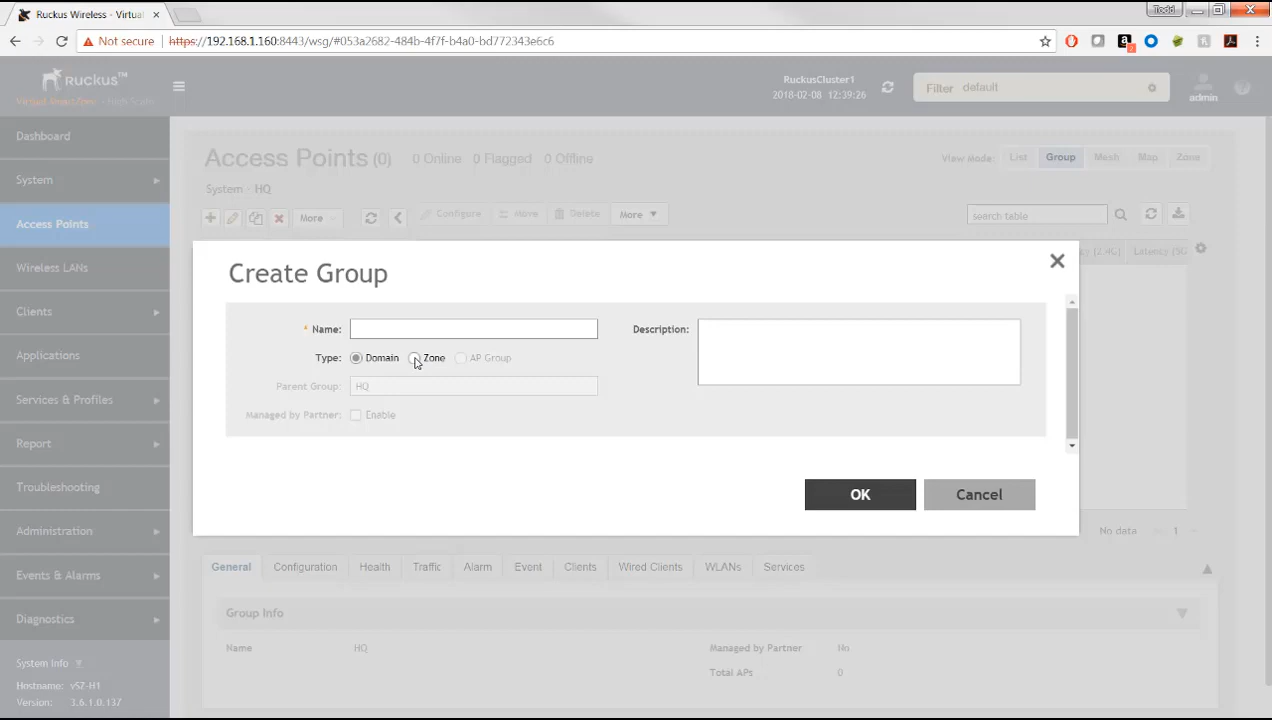 Ruckus Wireless - Virtual
Todd
Not secure https://192.168.1.160:8443/wsg/#053a2682-484b-4f7f-b4a0-bd772343e6c6
RUCKUS™
Virtual SmartZone - High Scale
RuckusCluster1
2018-02-08 12:39:26
Filter default
admin
Dashboard
System
Access Points
Wireless LANs
Clients
Applications
Services & Profiles
Report
Troubleshooting
Administration
Events & Alarms
Diagnostics
System Info
Hostname: vSZ-H1
Version: 3.6.1.0.137
Access Points (0) 0 Online 0 Flagged 0 Offline
View Mode: List Group Mesh Map Zone
System - HQ
More Configure Move Delete More search table
[2.4G] Latency (5G
Create Group
* Name: Description:
Type: Domain Zone AP Group
Parent Group: HQ
Managed by Partner: Enable
OK Cancel
No data 1
General Configuration Health Traffic Alarm Event Clients Wired Clients WLANs Services
Group Info
Name HQ Managed by Partner No
Total APs 0